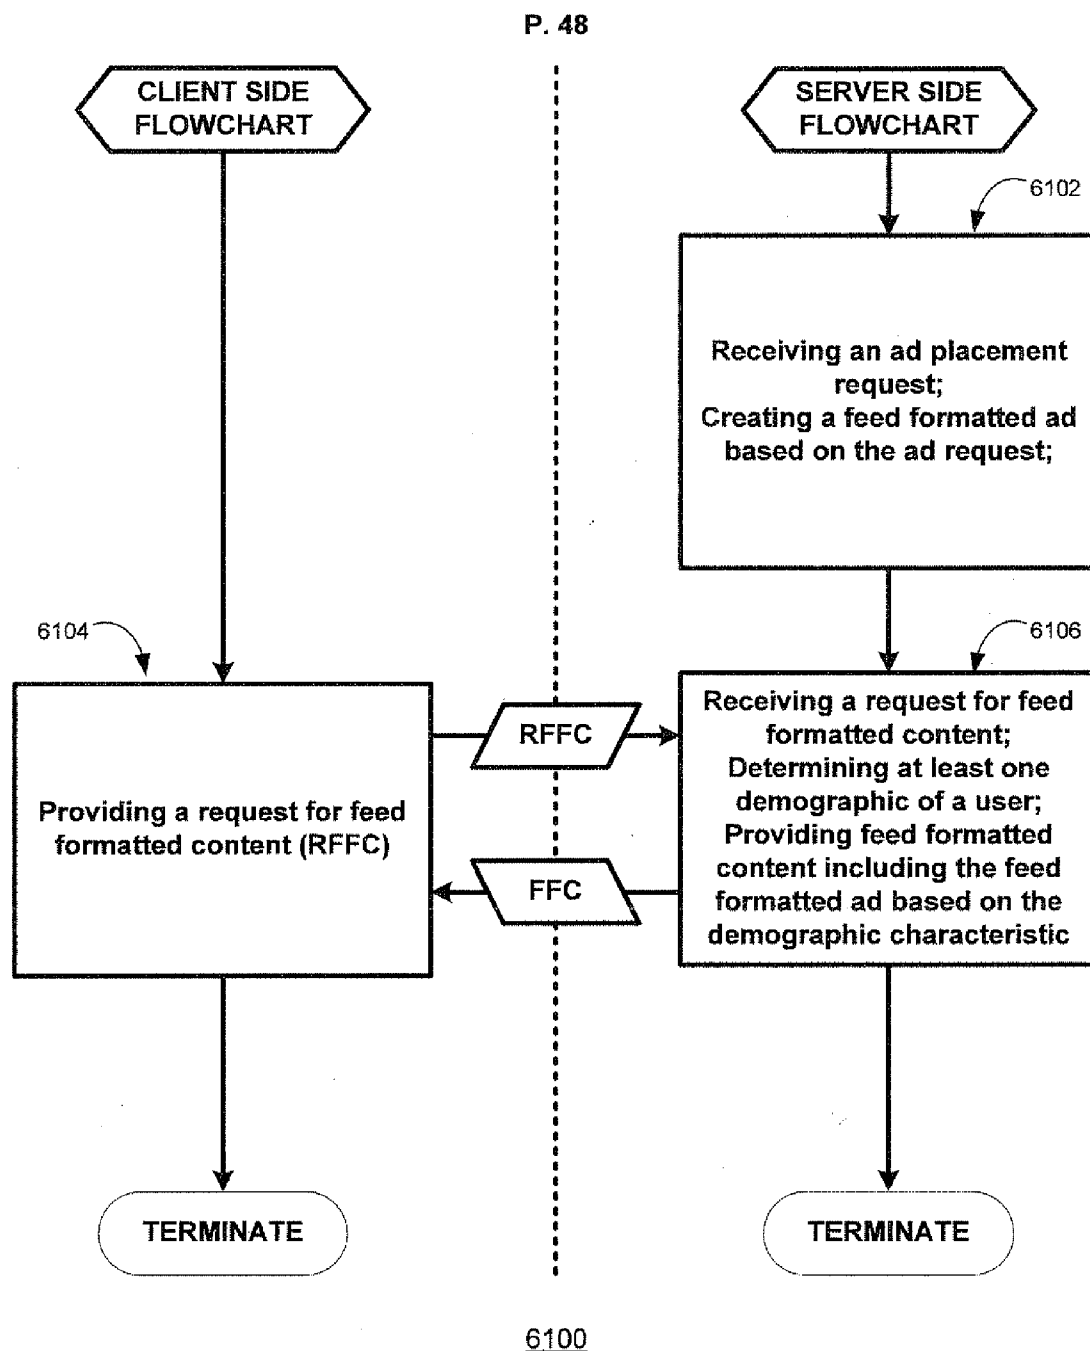 P. 48
CLIENT SIDE
FLOWCHART
SERVER SIDE
FLOWCHART
6102
Receiving an ad placement
request;
Creating a feed formatted ad
based on the ad request;
6104
6106
Providing a request for feed
formatted content (RFFC)
RFFC
FFC
Receiving a request for feed
formatted content;
Determining at least one
demographic of a user;
Providing feed formatted
content including the feed
formatted ad based on the
demographic characteristic
TERMINATE
TERMINATE
6100